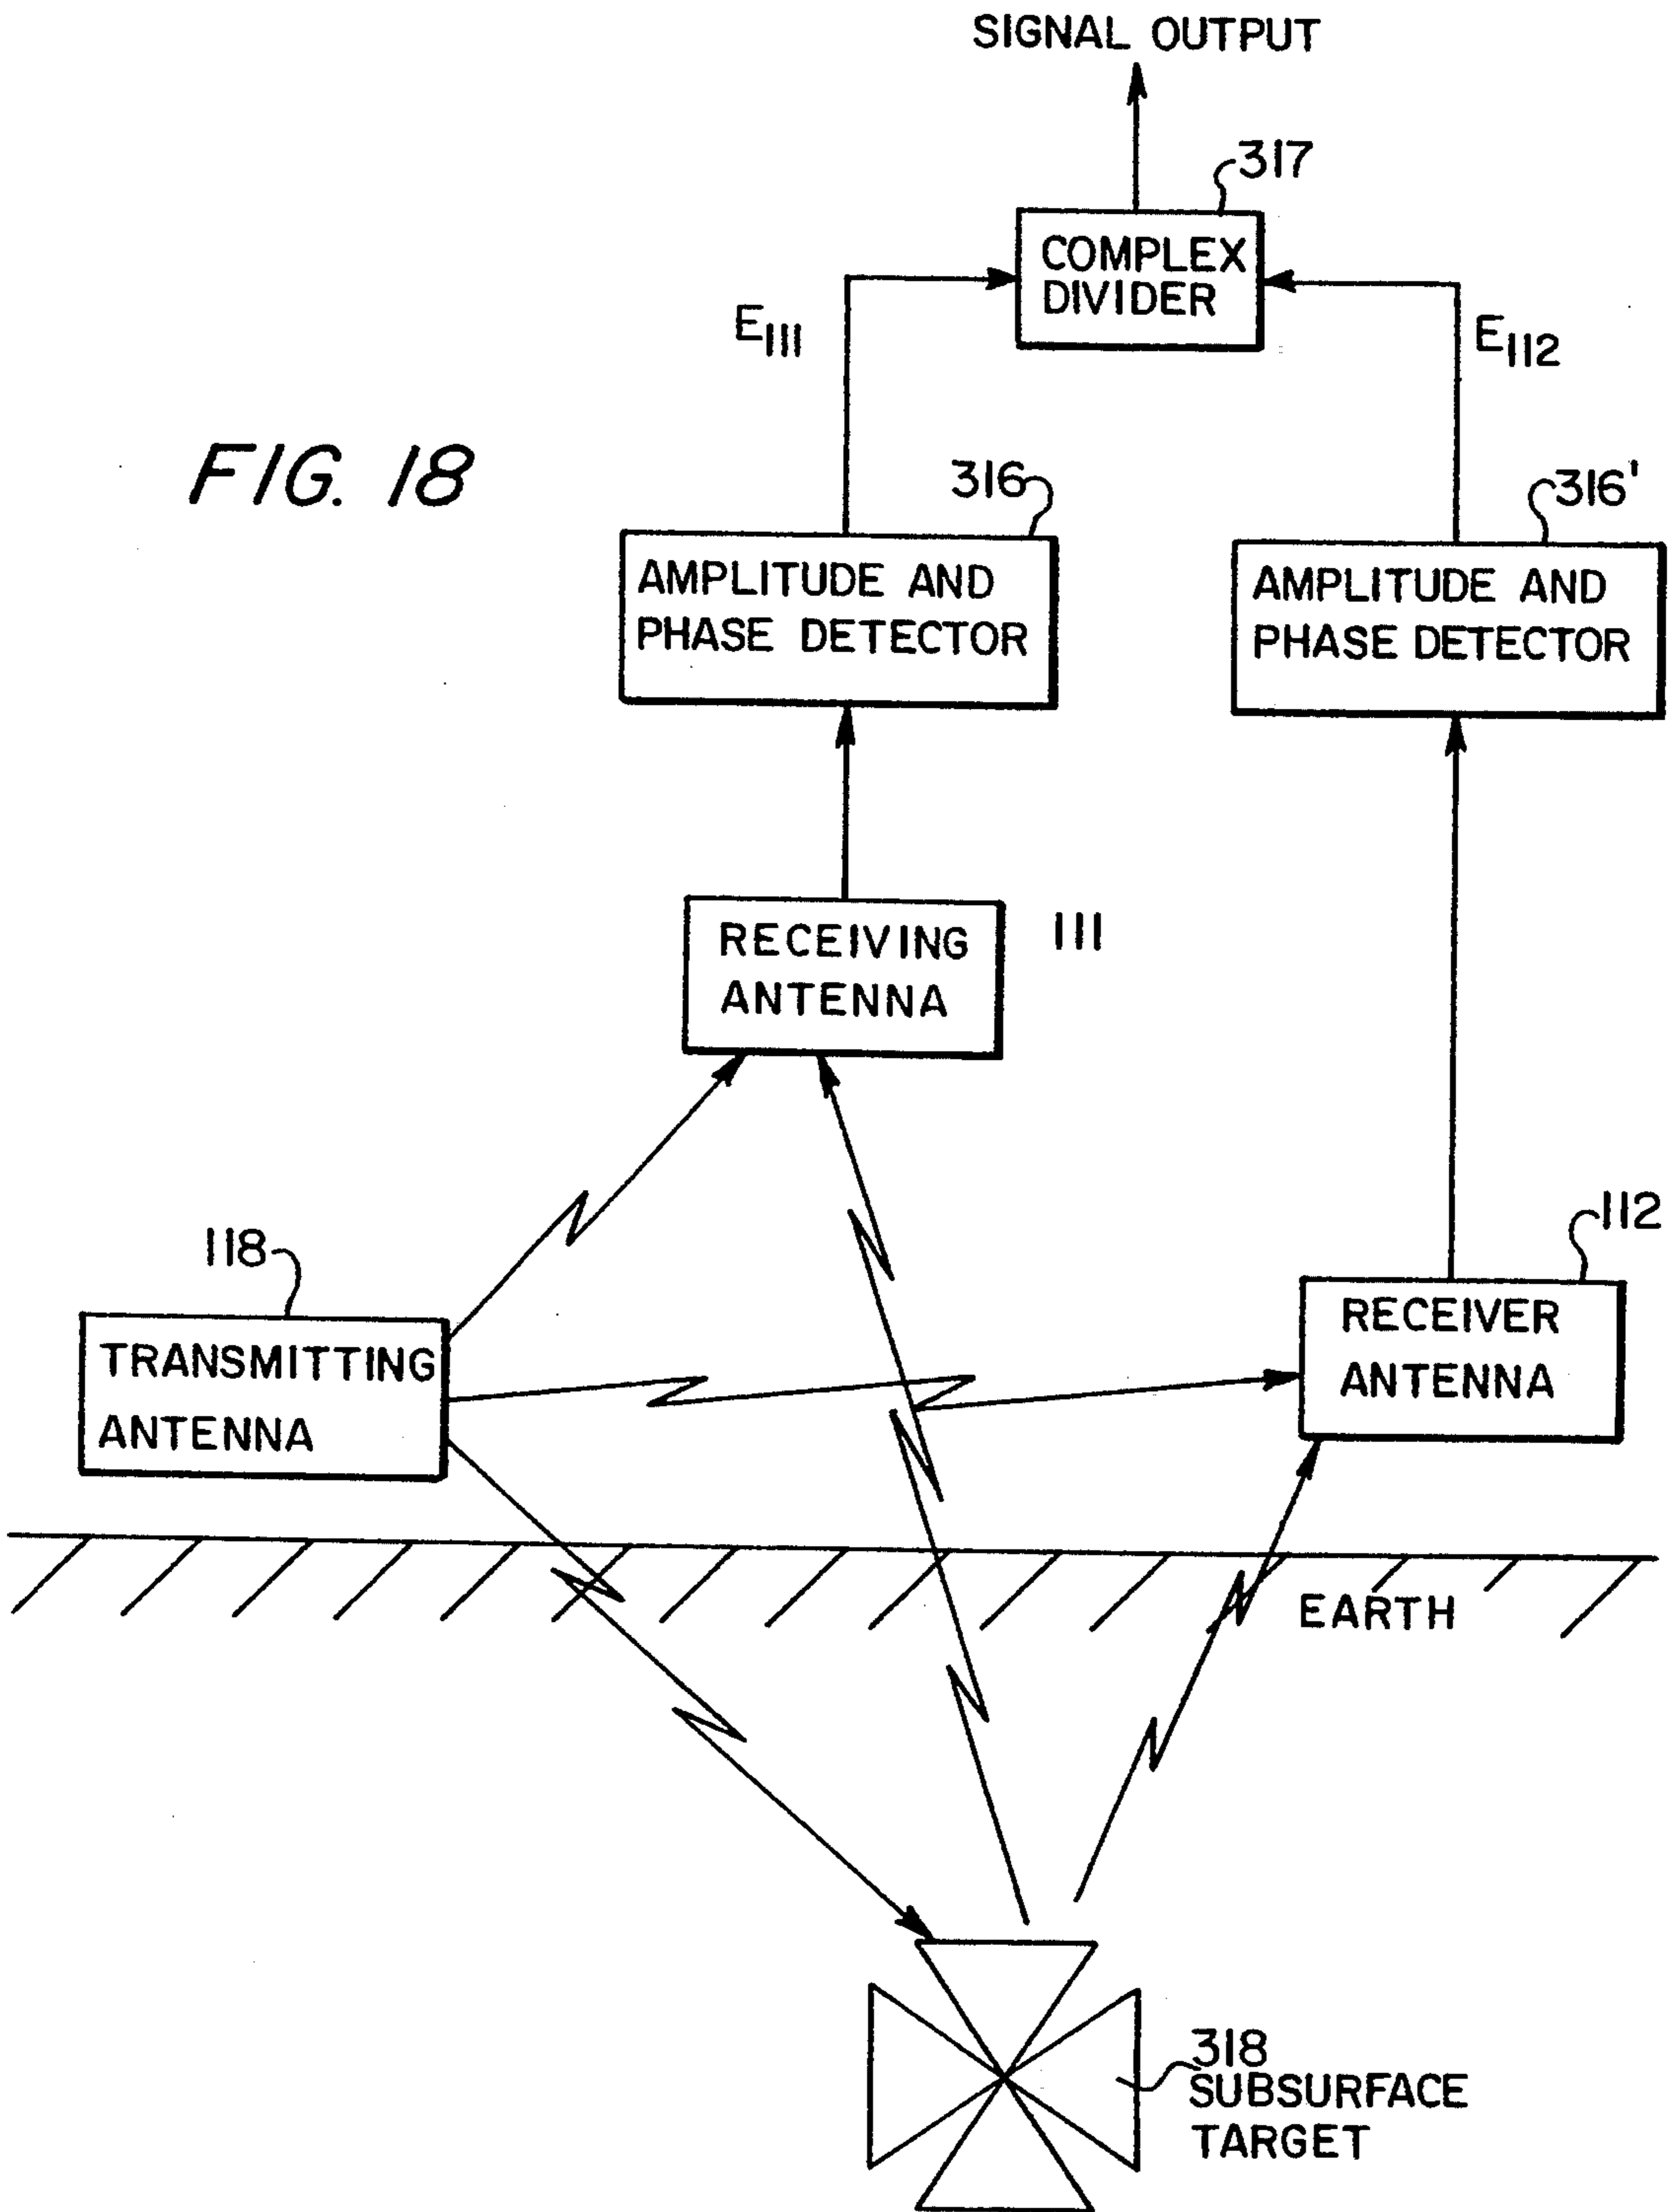 SIGNAL OUTPUT
317
COMPLEX
DIVIDER
E111
E112
FIG. 18
316
316'
AMPLITUDE AND
PHASE DETECTOR
AMPLITUDE AND
PHASE DETECTOR
RECEIVING
ANTENNA
111
118
112
TRANSMITTING
ANTENNA
RECEIVER
ANTENNA
EARTH
318
SUBSURFACE
TARGET